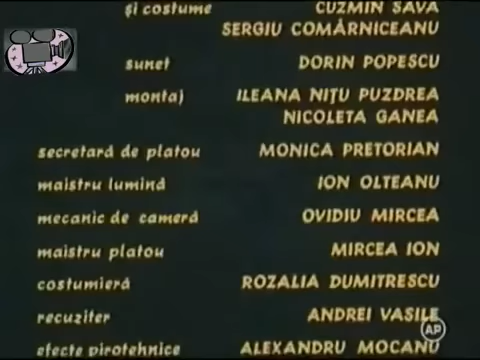 și costume CUZMIN SAVA
SERGIU COMÂRNICEANU
sunet DORIN POPESCU
montaj ILEANA NIȚU PUZDREA
NICOLETA GANEA
secretară de platou MONICA PRETORIAN
maistru lumină ION OLTEANU
mecanic de cameră OVIDIU MIRCEA
maistru platou MIRCEA ION
costumieră ROZALIA DUMITRESCU
recuziter ANDREI VASILE
AP
efecte pirotehnice ALEXANDRU MOCANU